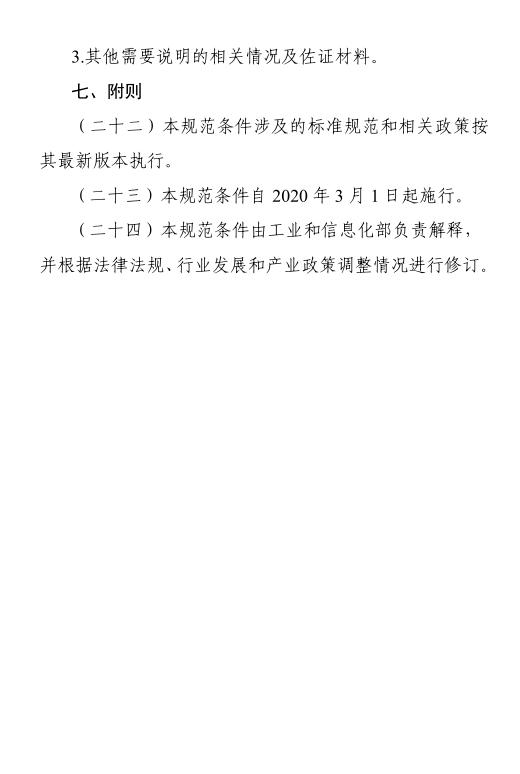 3.其他需要说明的相关情况及佐证材料。
七、附则
（二十二）本规范条件涉及的标准规范和相关政策按
其最新版本执行。
（二十三）本规范条件自 2020 年 3 月 1 日起施行。
（二十四）本规范条件由工业和信息化部负责解释，
并根据法律法规、行业发展和产业政策调整情况进行修订。